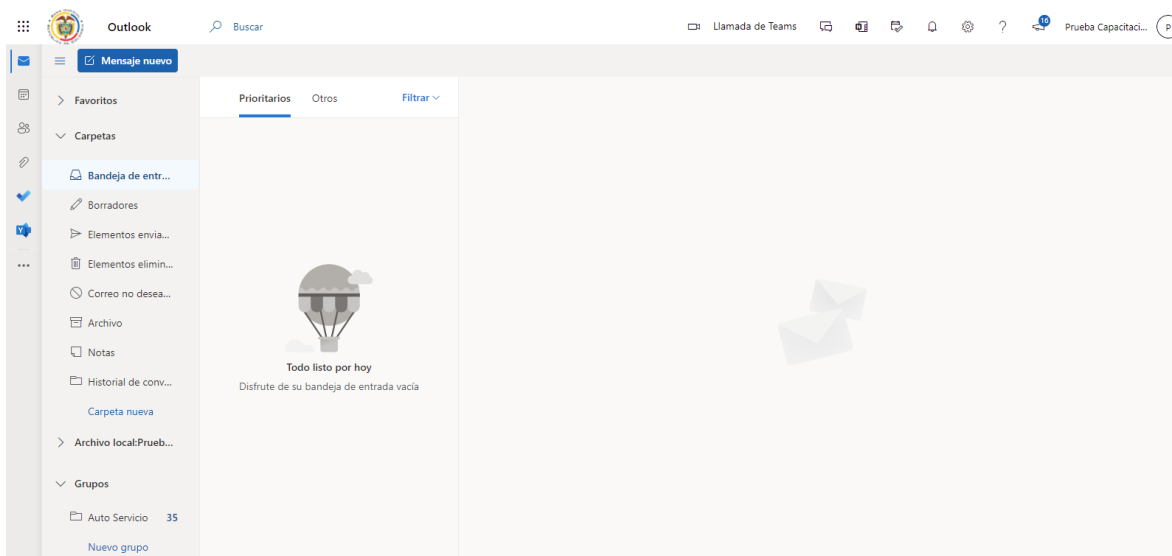 Outlook
Buscar
Llamada de Teams
16
Prueba Capacitaci...
P
Mensaje nuevo
Favoritos
Carpetas
Bandeja de entr...
Borradores
Elementos envia...
Elementos elimin...
Correo no desea...
Archivo
Notas
Historial de conv...
Carpeta nueva
Archivo local:Prueb...
Grupos
Auto Servicio 35
Nuevo grupo
Prioritarios Otros Filtrar
Todo listo por hoy
Disfrute de su bandeja de entrada vacía